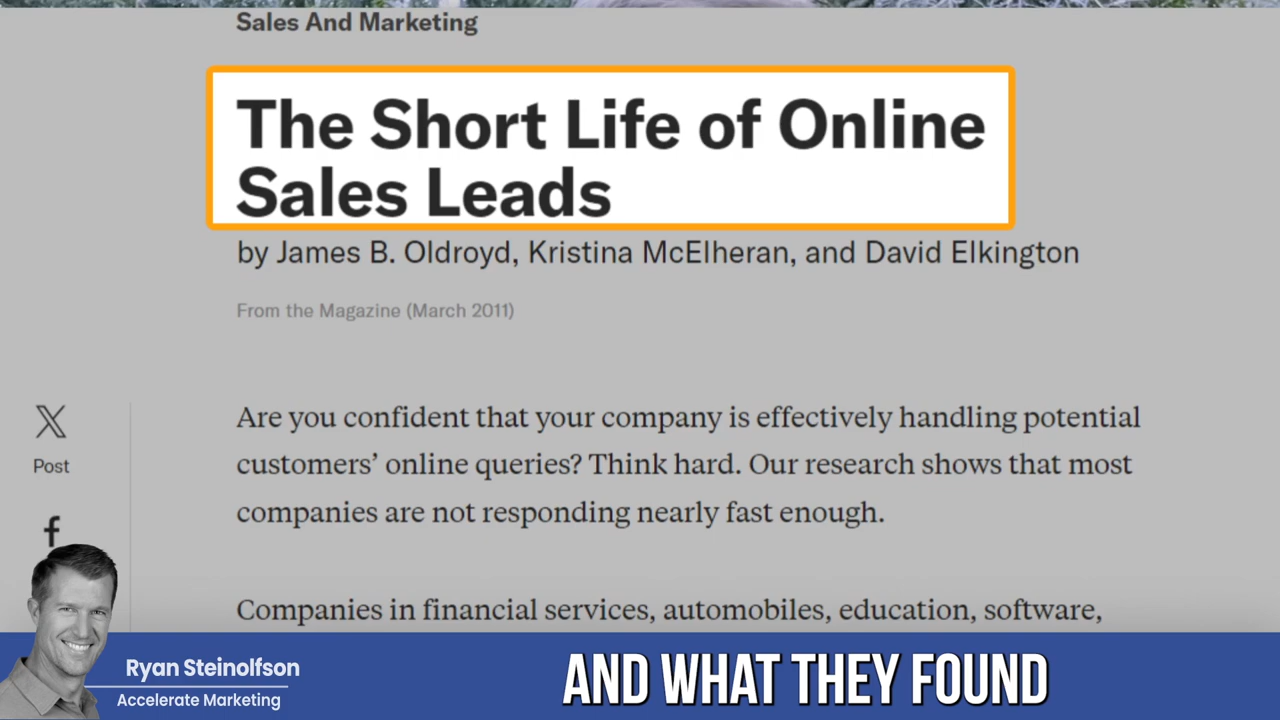 Sales And Marketing
The Short Life of Online
Sales Leads
by James B. Oldroyd, Kristina McElheran, and David Elkington
From the Magazine (March 2011)
Are you confident that your company is effectively handling potential
customers’ online queries? Think hard. Our research shows that most
companies are not responding nearly fast enough.
Post
Companies in financial services, automobiles, education, software,
Ryan Steinolfson
Accelerate Marketing
AND WHAT THEY FOUND